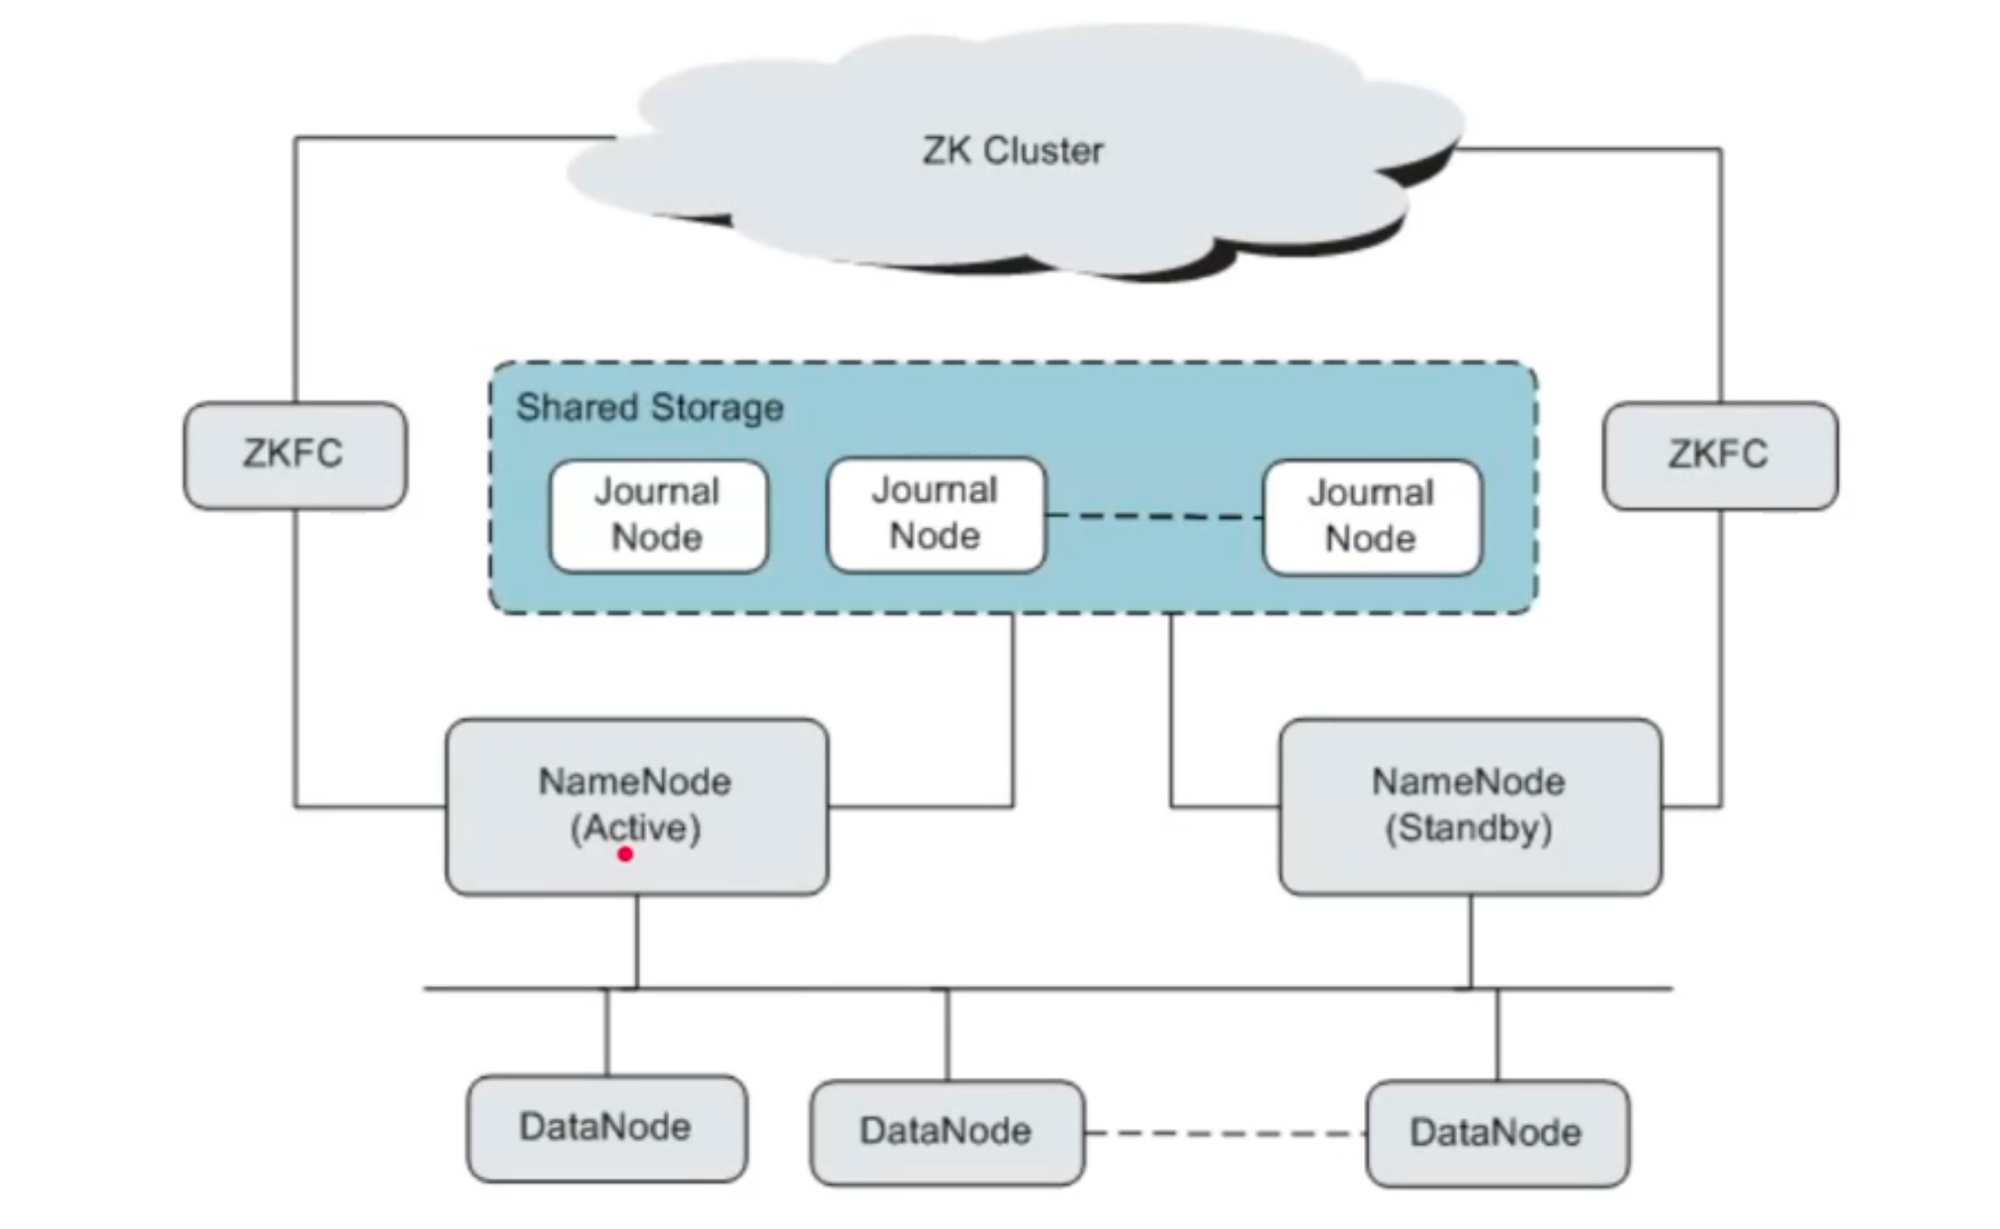 ZK Cluster
Shared Storage
ZKFC
Journal
Node
Journal
Node
Journal
Node
ZKFC
NameNode
(Active)
NameNode
(Standby)
DataNode
DataNode
DataNode